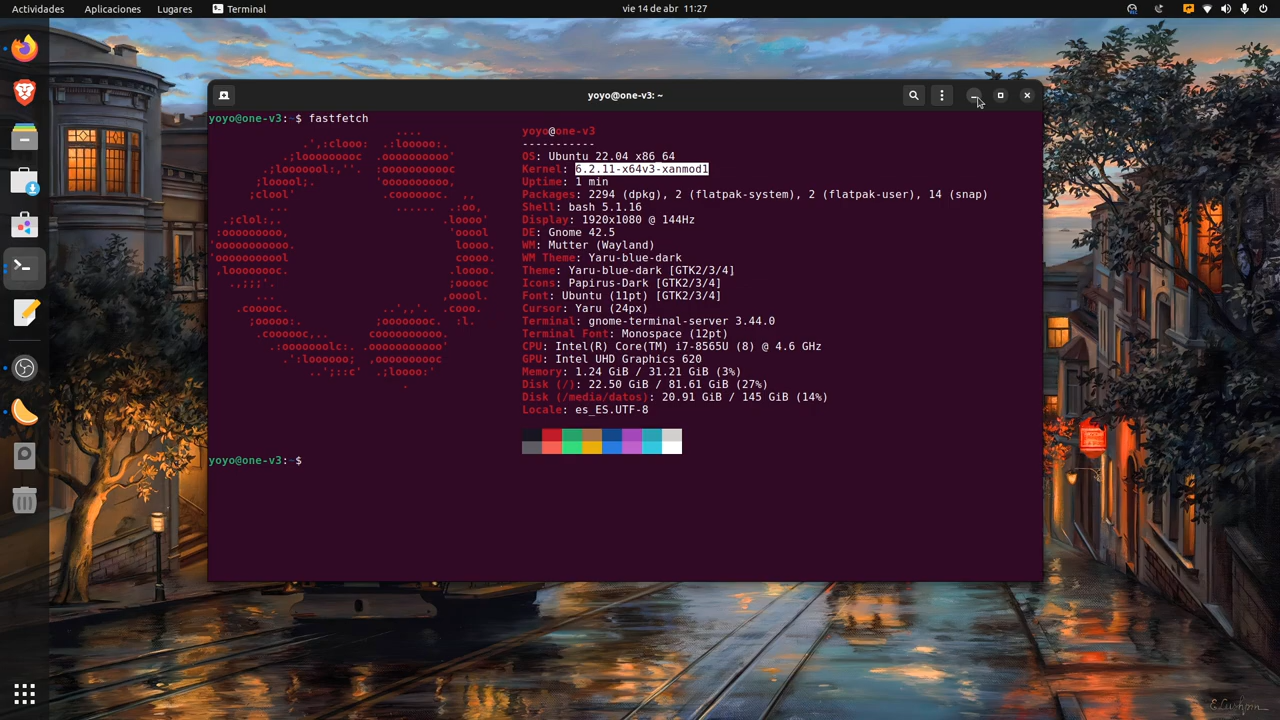 Actividades Aplicaciones Lugares Terminal vie 14 de abr 11:27
yoyo@one-v3: ~
yoyo@one-v3:~$ fastfetch
yoyo@one-v3
-----------
OS: Ubuntu 22.04 x86_64
Kernel: 6.2.11-x64v3-xanmod1
Uptime: 1 min
Packages: 2294 (dpkg), 2 (flatpak-system), 2 (flatpak-user), 14 (snap)
Shell: bash 5.1.16
Display: 1920x1080 @ 144Hz
DE: Gnome 42.5
WM: Mutter (Wayland)
WM Theme: Yaru-blue-dark
Theme: Yaru-blue-dark [GTK2/3/4]
Icons: Papirus-Dark [GTK2/3/4]
Font: Ubuntu (11pt) [GTK2/3/4]
Cursor: Yaru (24px)
Terminal: gnome-terminal-server 3.44.0
Terminal Font: Monospace (12pt)
CPU: Intel(R) Core(TM) i7-8565U (8) @ 4.6 GHz
GPU: Intel UHD Graphics 620
Memory: 1.24 GiB / 31.21 GiB (3%)
Disk (/): 22.50 GiB / 81.61 GiB (27%)
Disk (/media/datos): 20.91 GiB / 145 GiB (14%)
Locale: es_ES.UTF-8
yoyo@one-v3:~$